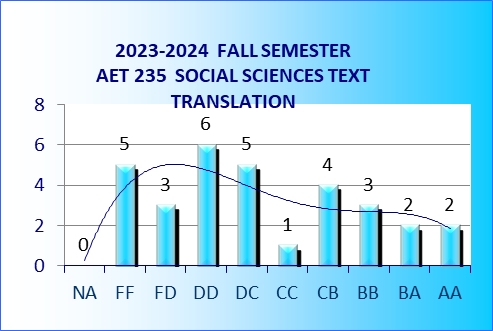 2023-2024 FALL SEMESTER
AET 235 SOCIAL SCIENCES TEXT
TRANSLATION
8
6
4
2
0
0 5 3 6 5 1 4 3 2 2
NA FF FD DD DC CC CB BB BA AA